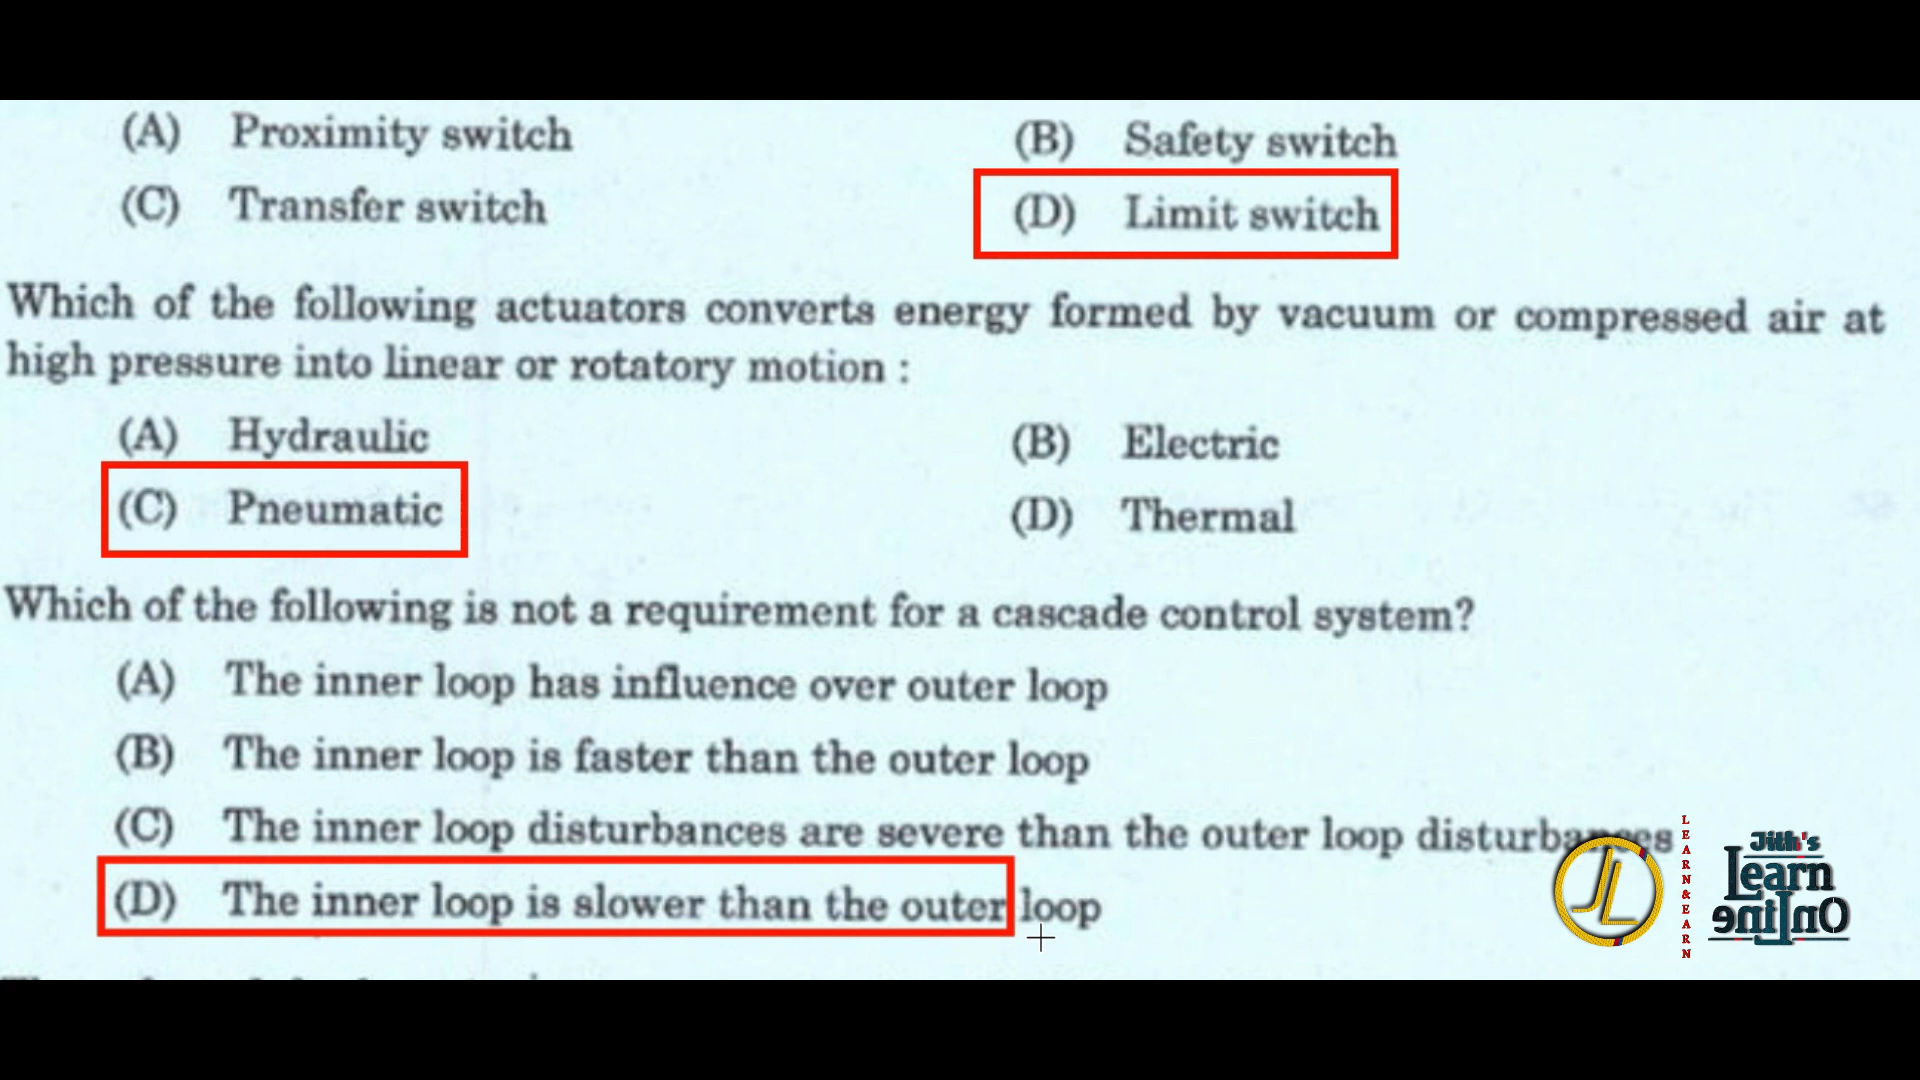 (A) Proximity switch (B) Safety switch
(C) Transfer switch (D) Limit switch
Which of the following actuators converts energy formed by vacuum or compressed air at
high pressure into linear or rotatory motion :
(A) Hydraulic (B) Electric
(C) Pneumatic (D) Thermal
Which of the following is not a requirement for a cascade control system?
(A) The inner loop has influence over outer loop
(B) The inner loop is faster than the outer loop
(C) The inner loop disturbances are severe than the outer loop disturbances
(D) The inner loop is slower than the outer loop
JL
LEARN&EARN
Jith's
Learn
OnLine